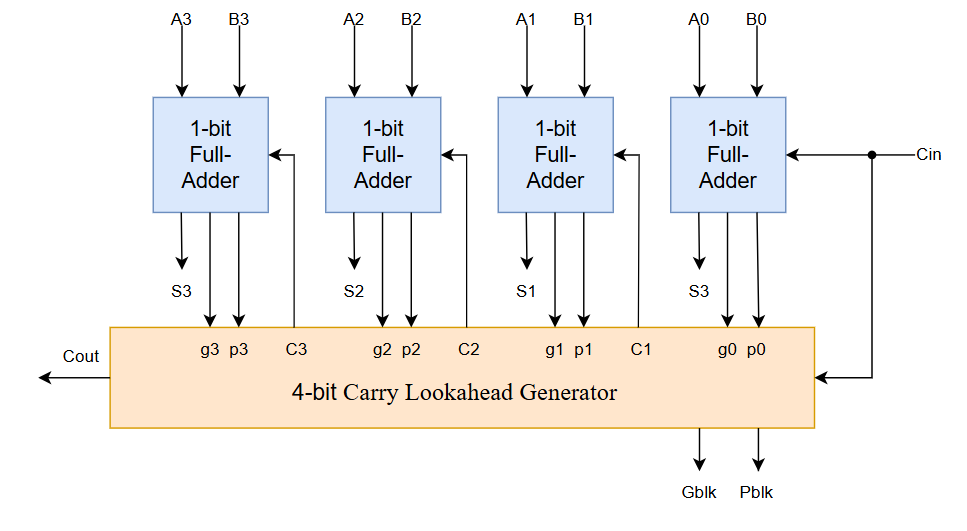 A3 B3 A2 B2 A1 B1 A0 B0
1-bit
Full-
Adder
1-bit
Full-
Adder
1-bit
Full-
Adder
1-bit
Full-
Adder
Cin
S3 S2 S1 S3
Cout
g3 p3 C3 g2 p2 C2 g1 p1 C1 g0 p0
4-bit Carry Lookahead Generator
Gblk Pblk